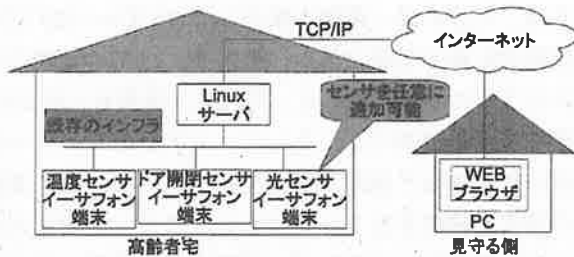 TCP/IP
インターネット
Linux
サーバ
センサを任意に
追加可能
既存のインフラ
温度センサ
イーサフォン
端末
ドア開閉センサ
イーサフォン
端末
光センサ
イーサフォン
端末
高齢者宅
WEB
ブラウザ
PC
見守る側